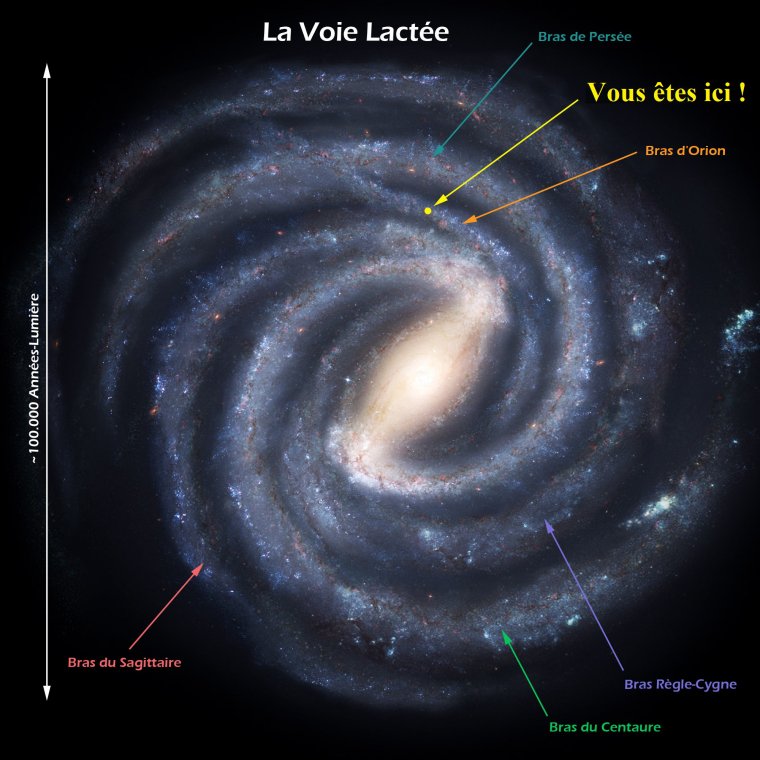 La Voie Lactée
Bras de Persée
Vous êtes ici !
Bras d'Orion
~100.000 Années-Lumière
Bras du Sagittaire
Bras Règle-Cygne
Bras du Centaure